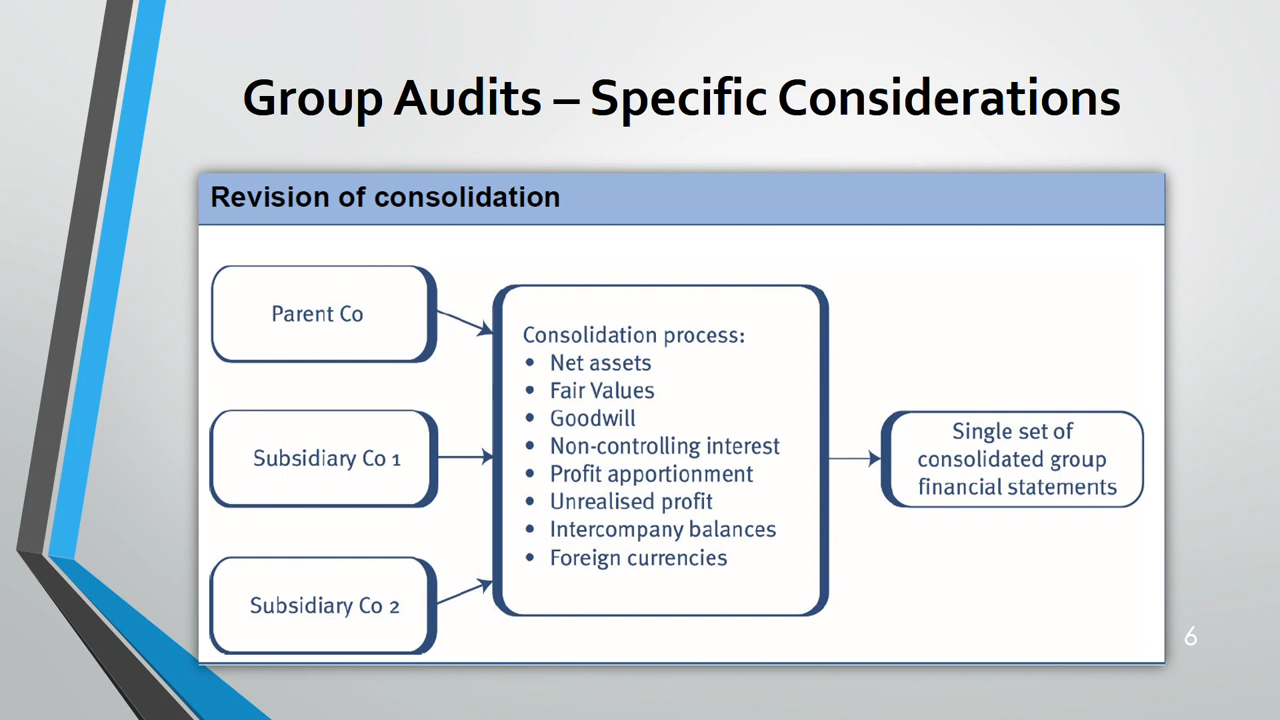 Group Audits – Specific Considerations
Revision of consolidation
Parent Co
Subsidiary Co 1
Subsidiary Co 2
Consolidation process:
• Net assets
• Fair Values
• Goodwill
• Non-controlling interest
• Profit apportionment
• Unrealised profit
• Intercompany balances
• Foreign currencies
Single set of
consolidated group
financial statements
6